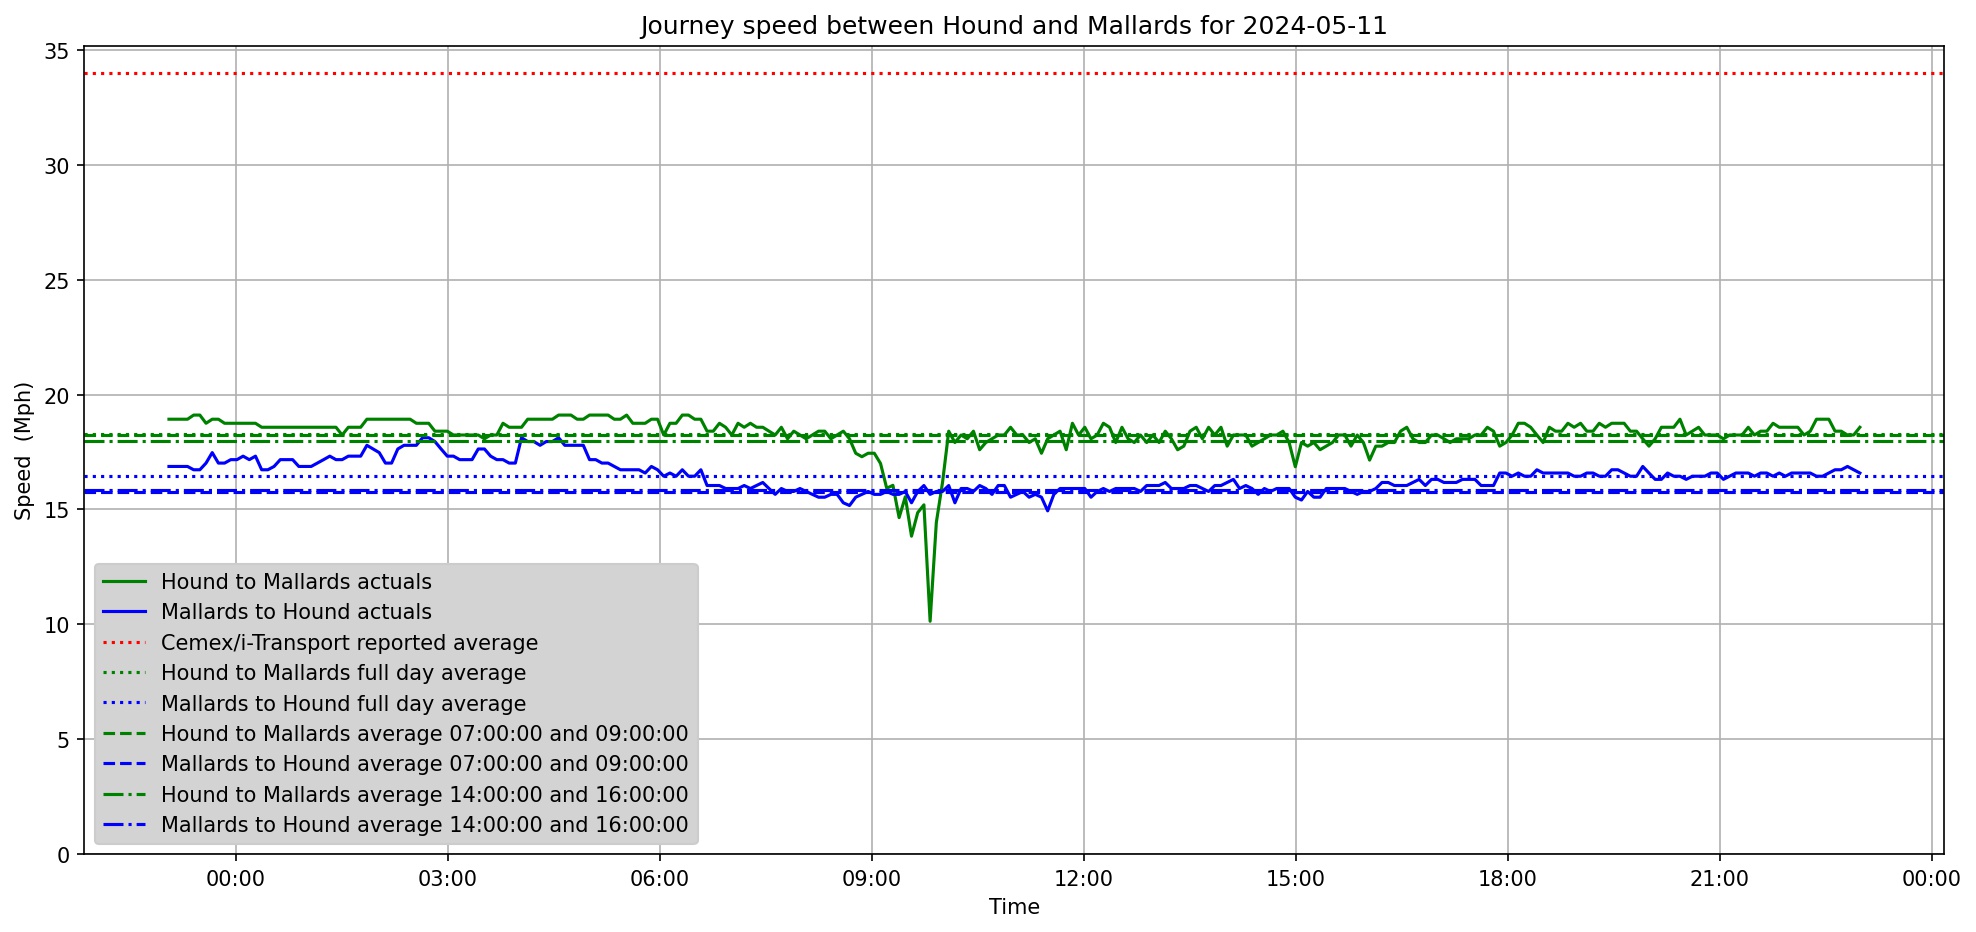 Journey speed between Hound and Mallards for 2024-05-11
35
30
25
20
15
10
5
0
Speed (Mph)
Hound to Mallards actuals
Mallards to Hound actuals
Cemex/i-Transport reported average
Hound to Mallards full day average
Mallards to Hound full day average
Hound to Mallards average 07:00:00 and 09:00:00
Mallards to Hound average 07:00:00 and 09:00:00
Hound to Mallards average 14:00:00 and 16:00:00
Mallards to Hound average 14:00:00 and 16:00:00
00:00 03:00 06:00 09:00 12:00 15:00 18:00 21:00 00:00
Time